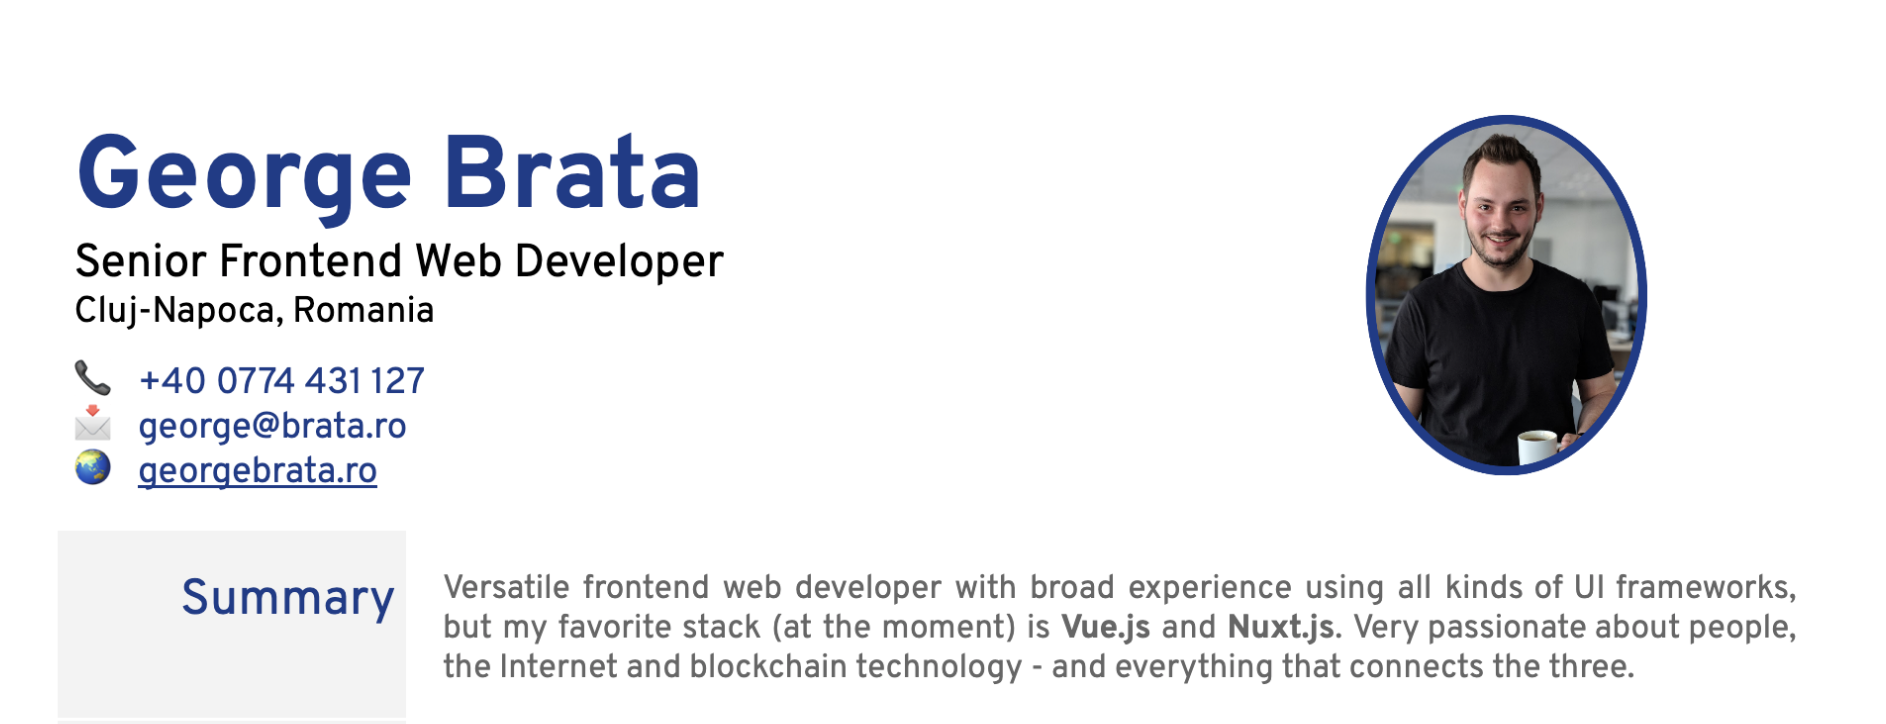 George Brata
Senior Frontend Web Developer
Cluj-Napoca, Romania
+40 0774 431 127
george@brata.ro
georgebrata.ro
Summary
Versatile frontend web developer with broad experience using all kinds of UI frameworks,
but my favorite stack (at the moment) is Vue.js and Nuxt.js. Very passionate about people,
the Internet and blockchain technology - and everything that connects the three.